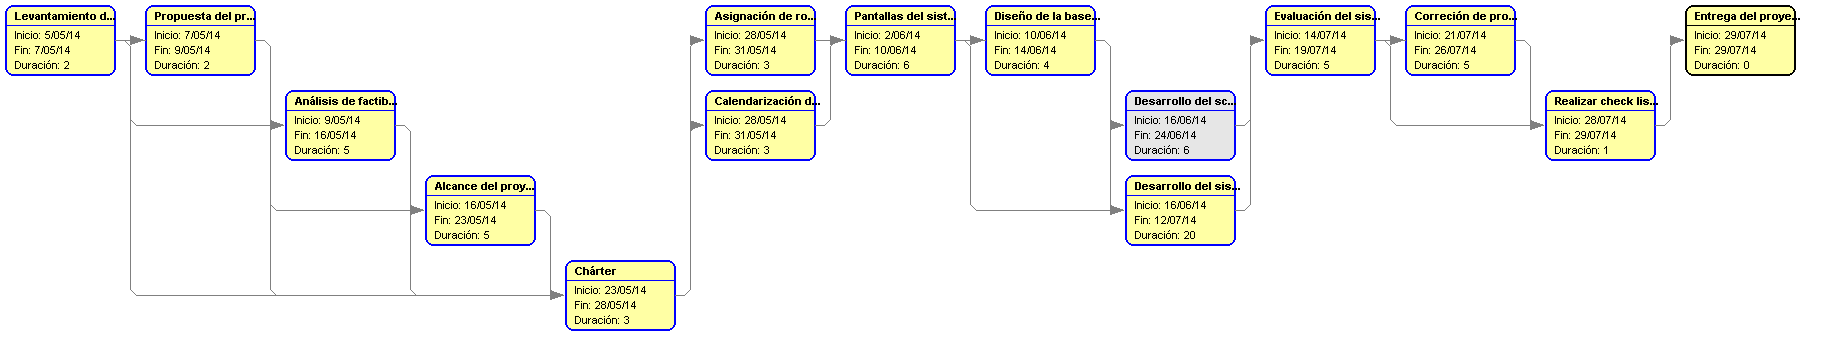 Levantamiento d...
Inicio: 5/05/14
Fin: 7/05/14
Duración: 2
Propuesta del pr...
Inicio: 7/05/14
Fin: 9/05/14
Duración: 2
Análisis de factib...
Inicio: 9/05/14
Fin: 16/05/14
Duración: 5
Alcance del proy...
Inicio: 16/05/14
Fin: 23/05/14
Duración: 5
Chárter
Inicio: 23/05/14
Fin: 28/05/14
Duración: 3
Asignación de ro...
Inicio: 28/05/14
Fin: 31/05/14
Duración: 3
Calendarización d...
Inicio: 28/05/14
Fin: 31/05/14
Duración: 3
Pantallas del sist...
Inicio: 2/06/14
Fin: 10/06/14
Duración: 6
Diseño de la base...
Inicio: 10/06/14
Fin: 14/06/14
Duración: 4
Desarrollo del sc...
Inicio: 16/06/14
Fin: 24/06/14
Duración: 6
Desarrollo del sis...
Inicio: 16/06/14
Fin: 12/07/14
Duración: 20
Evaluación del sis...
Inicio: 14/07/14
Fin: 19/07/14
Duración: 5
Correción de pro...
Inicio: 21/07/14
Fin: 26/07/14
Duración: 5
Realizar check lis...
Inicio: 28/07/14
Fin: 29/07/14
Duración: 1
Entrega del proye...
Inicio: 29/07/14
Fin: 29/07/14
Duración: 0